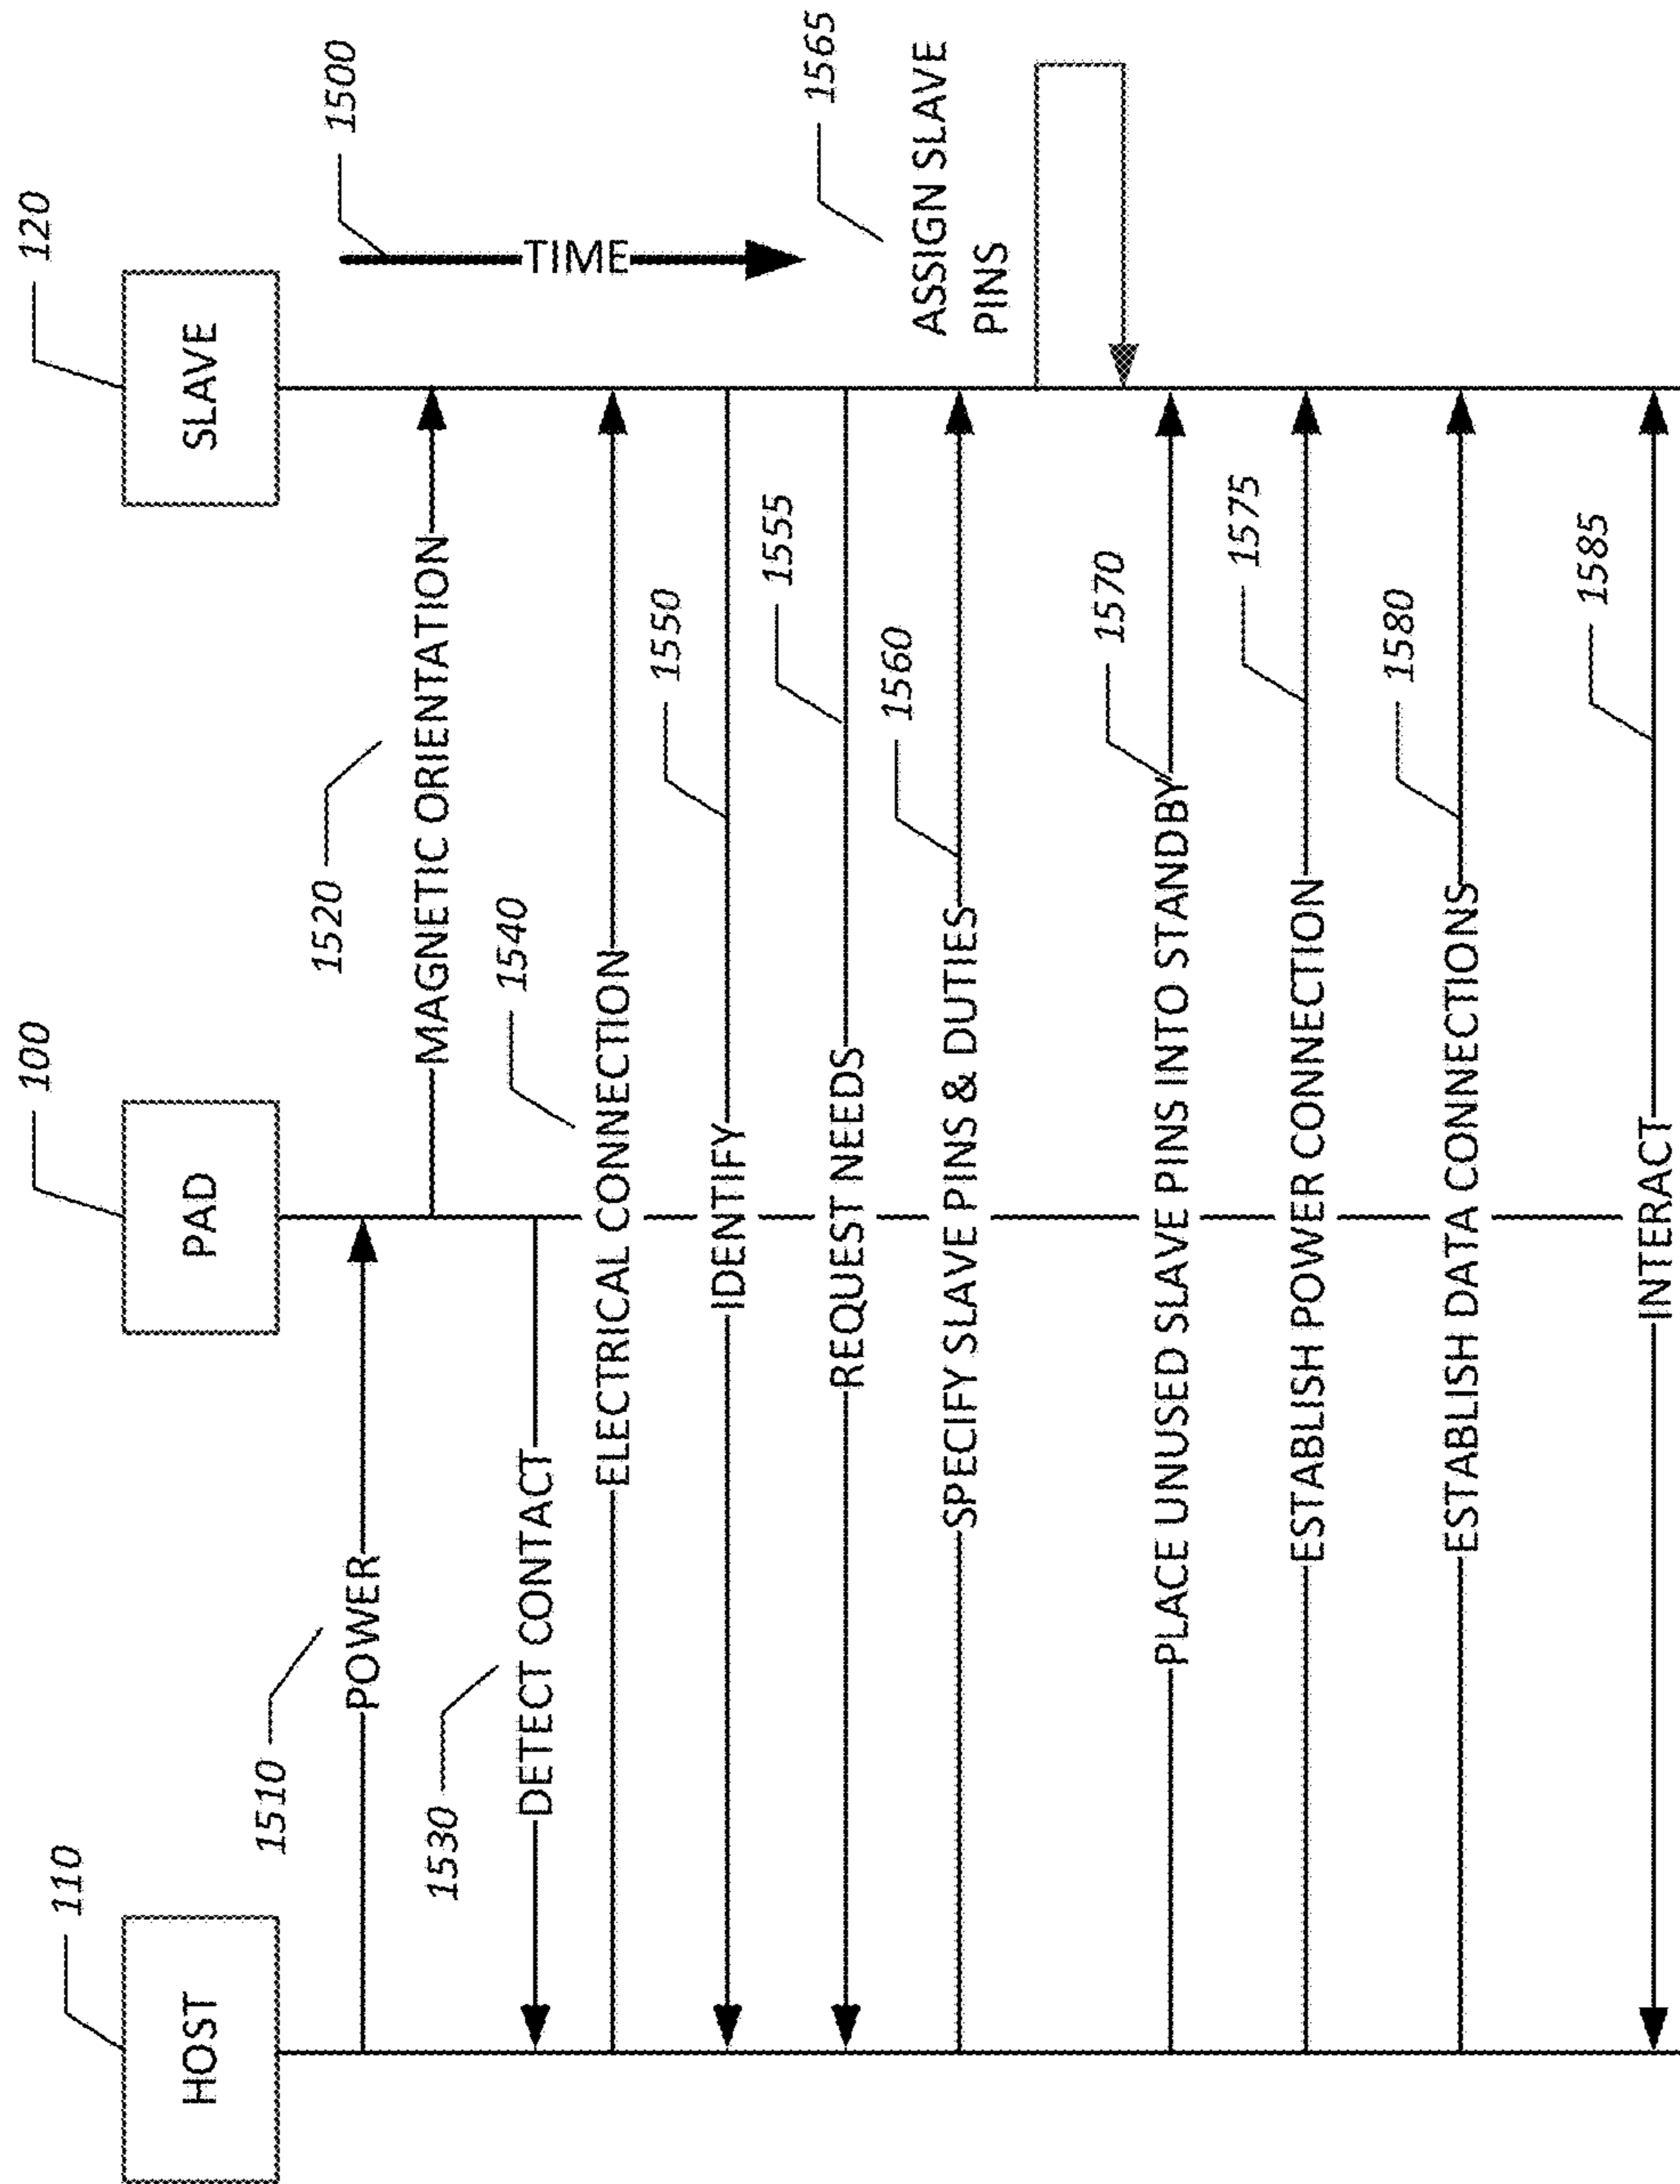 110
HOST
100
PAD
120
SLAVE
1500
TIME
1510
POWER
1520
MAGNETIC ORIENTATION
1530
DETECT CONTACT
1540
ELECTRICAL CONNECTION
1550
IDENTIFY
1555
REQUEST NEEDS
1560
SPECIFY SLAVE PINS & DUTIES
1565
ASSIGN SLAVE
PINS
1570
PLACE UNUSED SLAVE PINS INTO STANDBY
1575
ESTABLISH POWER CONNECTION
1580
ESTABLISH DATA CONNECTIONS
1585
INTERACT